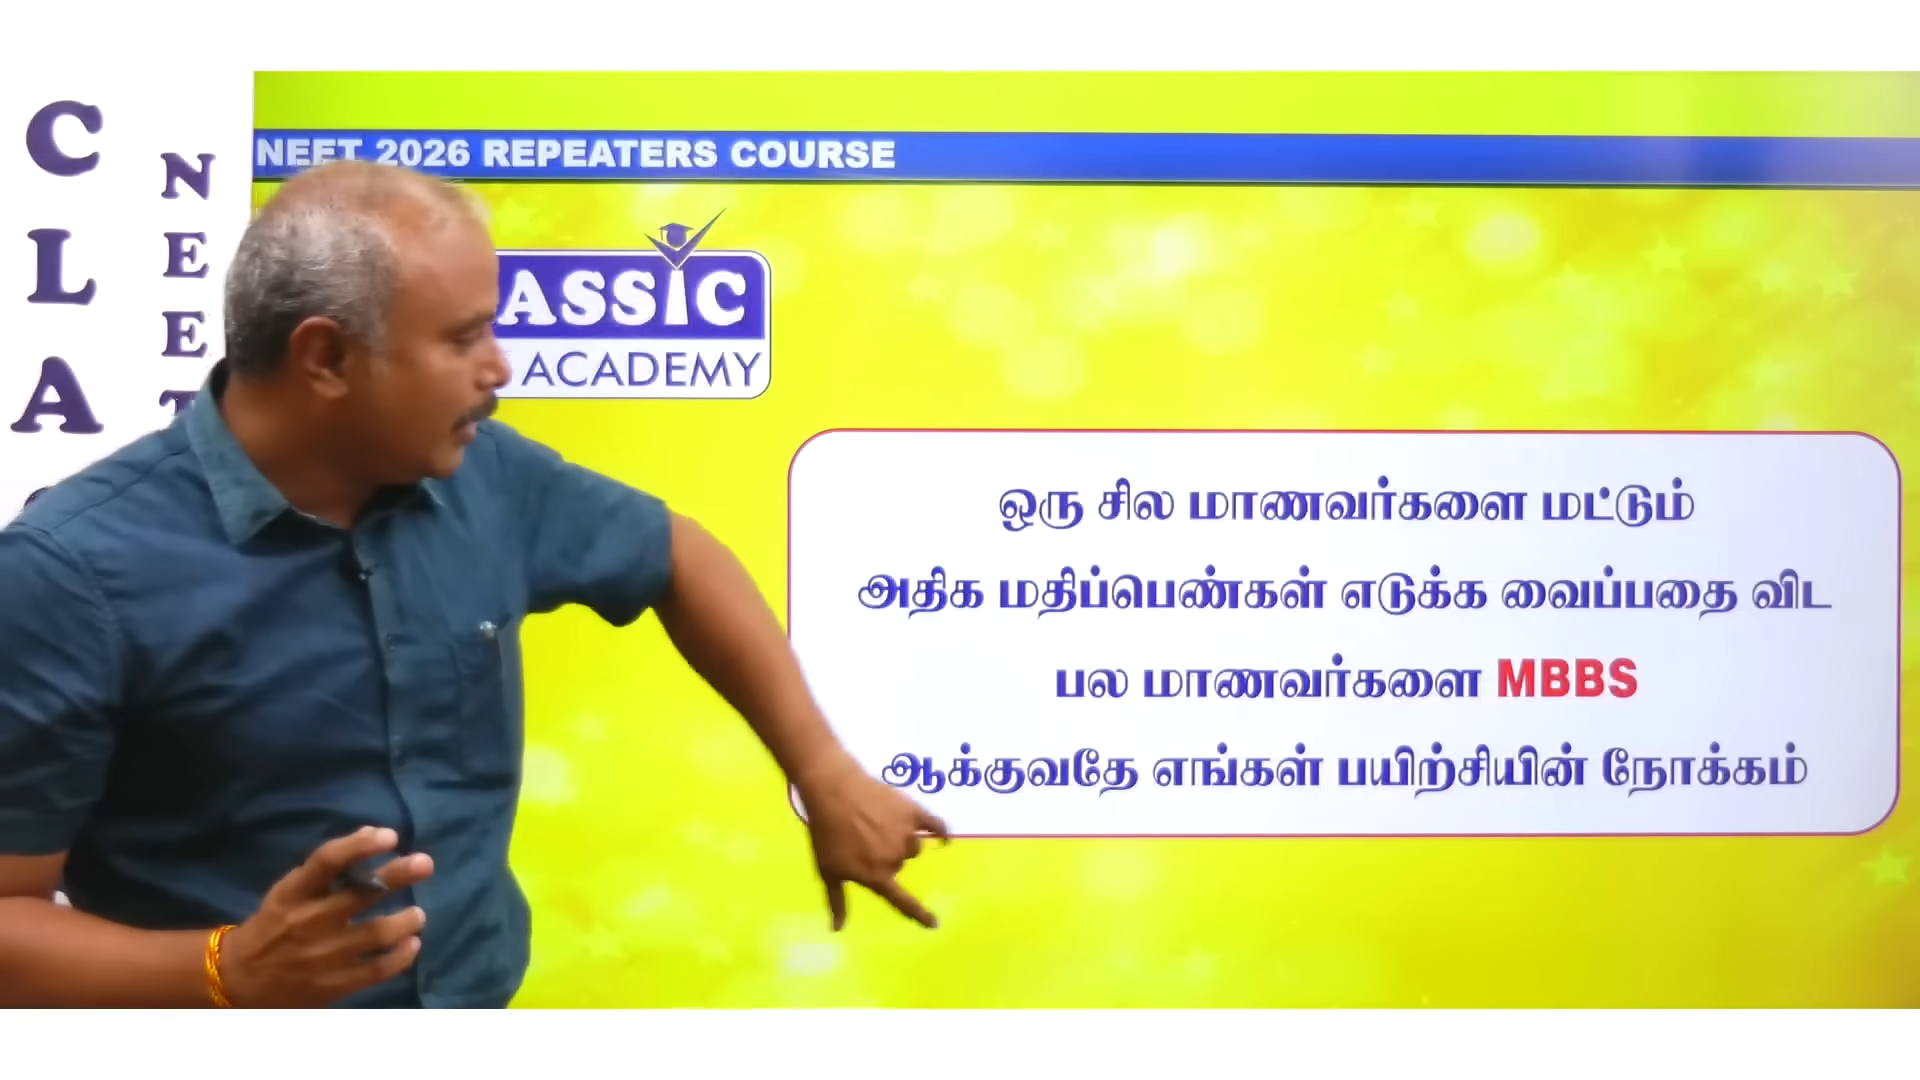 C
L
A
N
E
E
T
NEET 2026 REPEATERS COURSE
ASSIC
ACADEMY
ஒரு சில மாணவர்களை மட்டும்
அதிக மதிப்பெண்கள் எடுக்க வைப்பதை விட
பல மாணவர்களை MBBS
ஆக்குவதே எங்கள் பயிற்சியின் நோக்கம்